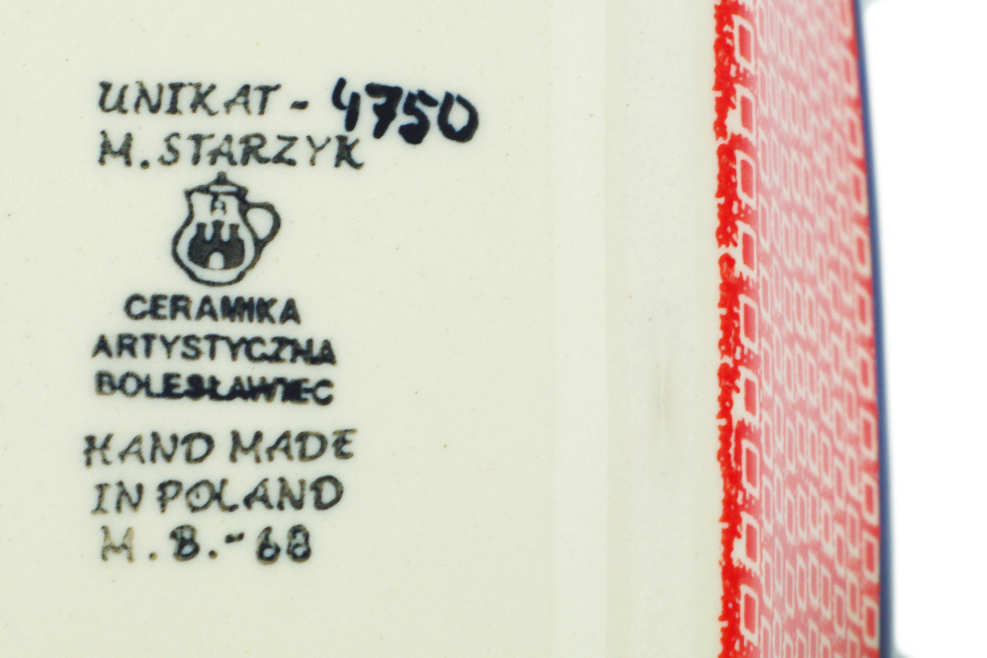 UNIKAT - 4750
M. STARZYK
CERAMIKA
ARTYSTYCZNA
BOLESŁAWIEC
HAND MADE
IN POLAND
M. B.-68